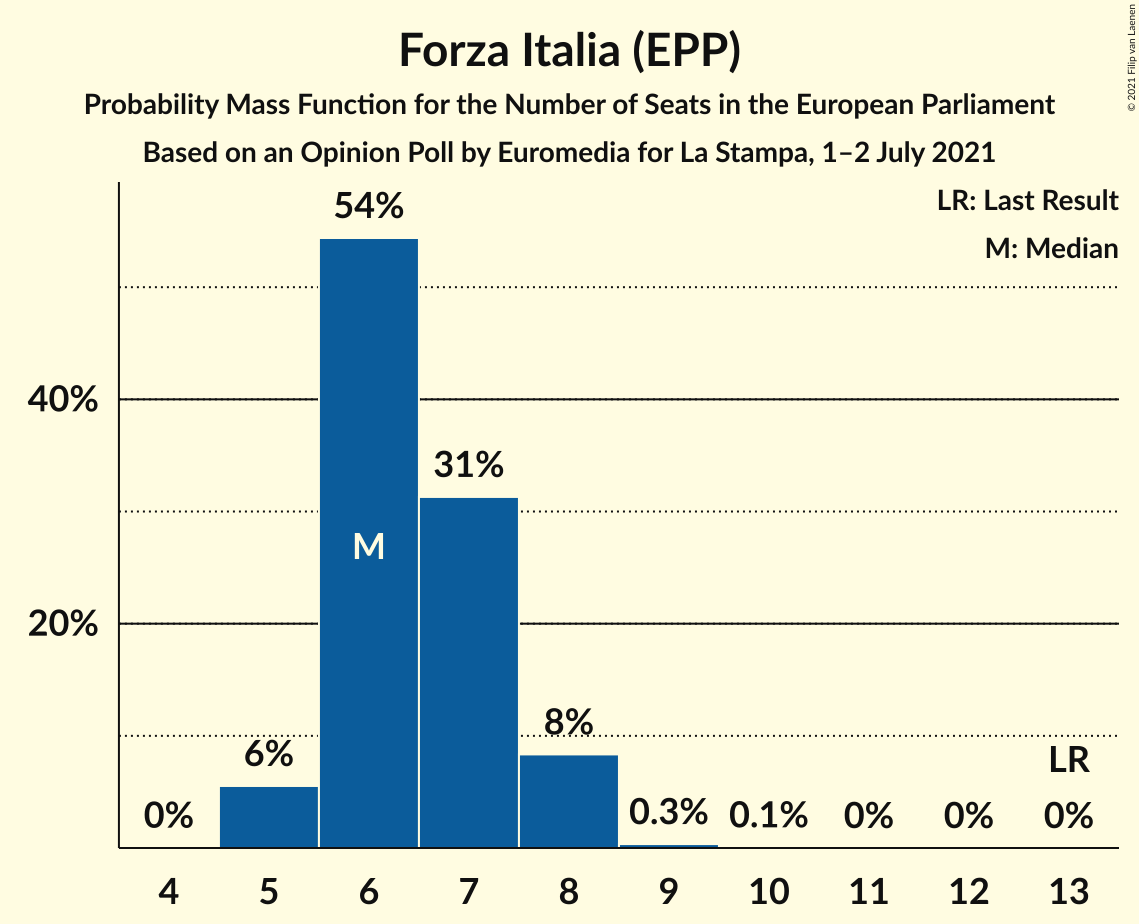 Forza Italia (EPP)
Probability Mass Function for the Number of Seats in the European Parliament
Based on an Opinion Poll by Euromedia for La Stampa, 1–2 July 2021
© 2021 Filip van Laenen
LR: Last Result
M: Median
54%
40%
31%
M
20%
8%
6%
LR
0%
0.3%
0.1%
0%
0%
0%
4 5 6 7 8 9 10 11 12 13